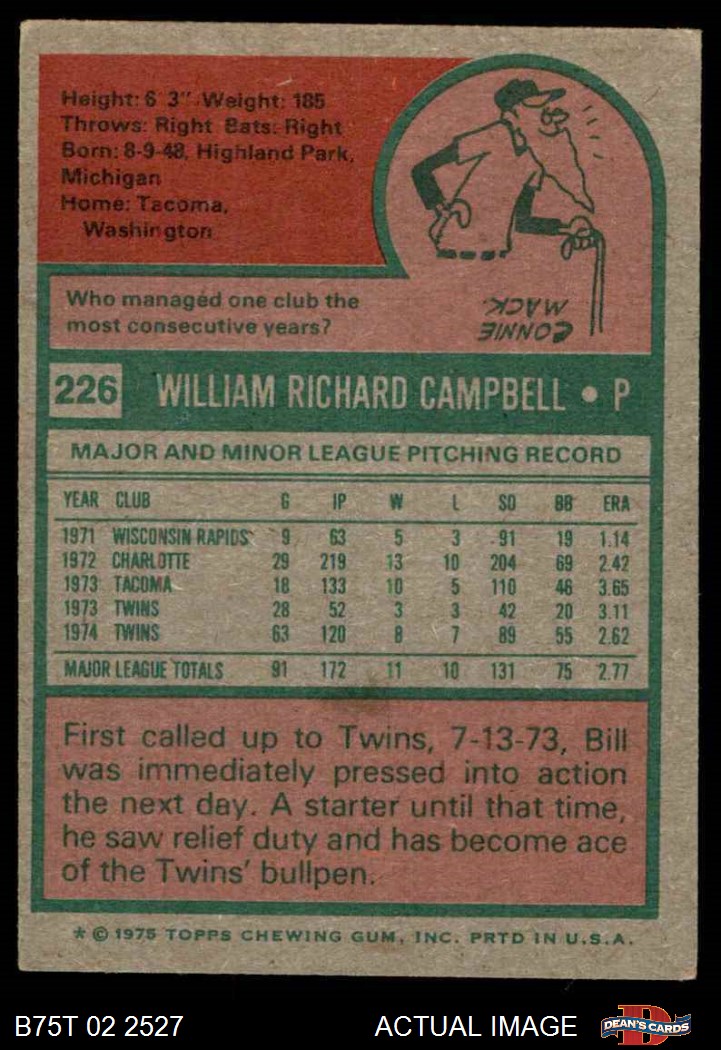 Height: 6'3" Weight: 185
Throws: Right Bats: Right
Born: 8-9-48, Highland Park,
Michigan
Home: Tacoma,
Washington
CONNIE
MACK.
Who managed one club the
most consecutive years?
226 WILLIAM RICHARD CAMPBELL • P
MAJOR AND MINOR LEAGUE PITCHING RECORD
YEAR CLUB G IP W L SO BB ERA
1971 WISCONSIN RAPIDS 9 63 5 3 91 19 1.14
1972 CHARLOTTE 29 219 13 10 204 69 2.42
1973 TACOMA 18 133 10 5 110 46 3.65
1973 TWINS 28 52 3 3 42 20 3.11
1974 TWINS 63 120 8 7 89 55 2.62
MAJOR LEAGUE TOTALS 91 172 11 10 131 75 2.77
First called up to Twins, 7-13-73, Bill
was immediately pressed into action
the next day. A starter until that time,
he saw relief duty and has become ace
of the Twins' bullpen.
* © 1975 TOPPS CHEWING GUM, INC. PRTD IN U.S.A.
B75T 02 2527 ACTUAL IMAGE DEAN'S CARDS